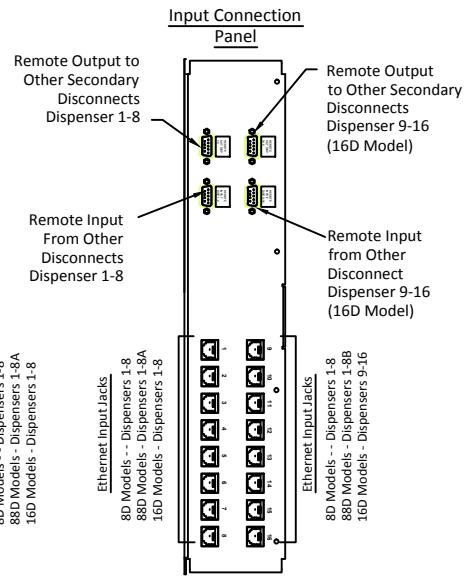 Input Connection
Panel
Remote Output to
Other Secondary
Disconnects
Dispenser 1-8
Remote Output
to Other Secondary
Disconnects
Dispenser 9-16
(16D Model)
Remote Input
From Other
Disconnects
Dispenser 1-8
Remote Input
from Other
Disconnect
Dispenser 9-16
(16D Model)
8D Models - - Dispensers 1-8
88D Models - Dispensers 1-8A
16D Models - Dispensers 1-8
Ethernet Input Jacks
8D Models - - Dispensers 1-8
88D Models - Dispensers 1-8A
16D Models - Dispensers 1-8
1
2
3
4
5
6
7
8
9
10
11
12
13
14
15
16
Ethernet Input Jacks
8D Models - - Dispensers 1-8
88D Models - Dispensers 1-8B
16D Models - Dispensers 9-16